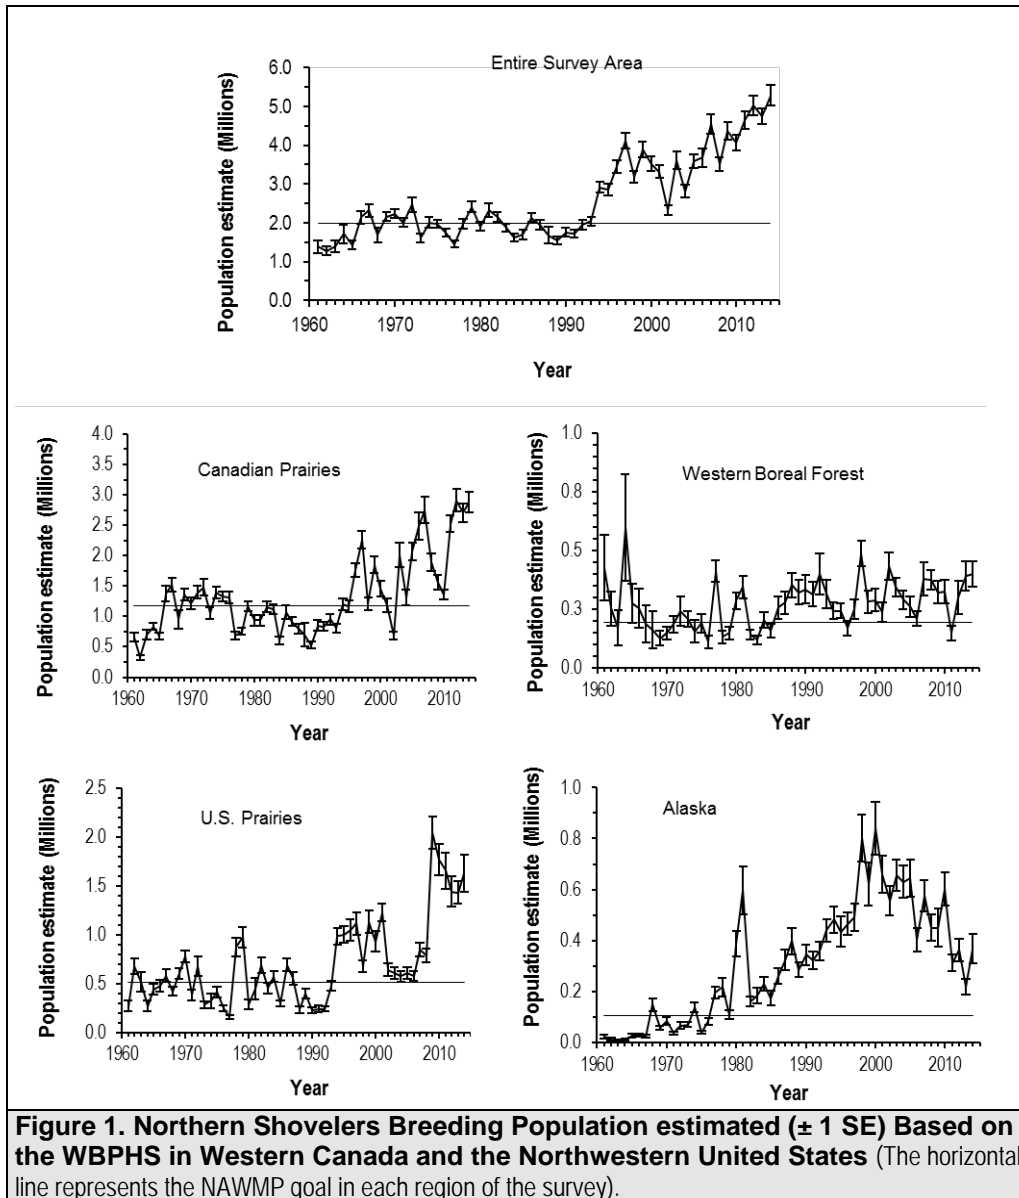 Entire Survey Area
Population estimate (Millions)
6.0
5.0
4.0
3.0
2.0
1.0
0.0
1960 1970 1980 1990 2000 2010
Year
Canadian Prairies
Population estimate (Millions)
4.0
3.5
3.0
2.5
2.0
1.5
1.0
0.5
0.0
1960 1970 1980 1990 2000 2010
Year
Western Boreal Forest
Population estimate (Millions)
1.0
0.8
0.5
0.3
0.0
1960 1970 1980 1990 2000 2010
Year
U.S. Prairies
Population estimate (Millions)
2.5
2.0
1.5
1.0
0.5
0.0
1960 1970 1980 1990 2000 2010
Year
Alaska
Population estimate (Millions)
1.0
0.8
0.6
0.4
0.2
0.0
1960 1970 1980 1990 2000 2010
Year
Figure 1. Northern Shovelers Breeding Population estimated (± 1 SE) Based on
the WBPHS in Western Canada and the Northwestern United States (The horizontal
line represents the NAWMP goal in each region of the survey).